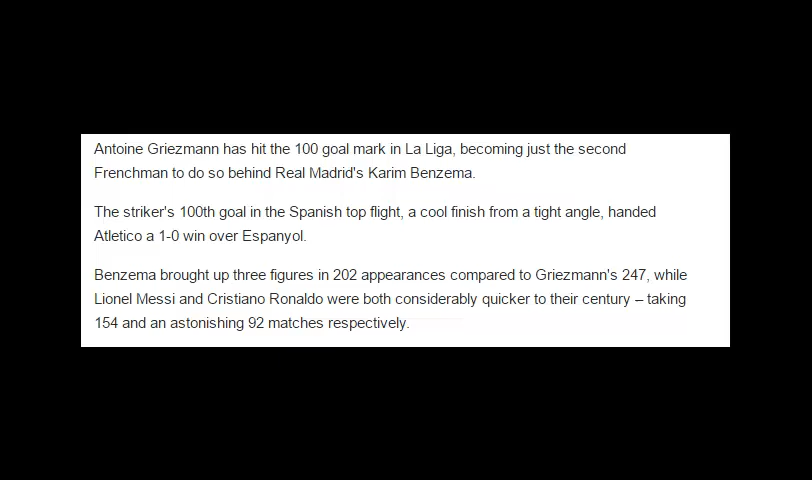 Antoine Griezmann has hit the 100 goal mark in La Liga, becoming just the second
Frenchman to do so behind Real Madrid's Karim Benzema.
The striker's 100th goal in the Spanish top flight, a cool finish from a tight angle, handed
Atletico a 1-0 win over Espanyol.
Benzema brought up three figures in 202 appearances compared to Griezmann's 247, while
Lionel Messi and Cristiano Ronaldo were both considerably quicker to their century – taking
154 and an astonishing 92 matches respectively.